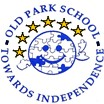 OLD PARK SCHOOL
TOWARDS INDEPENDENCE